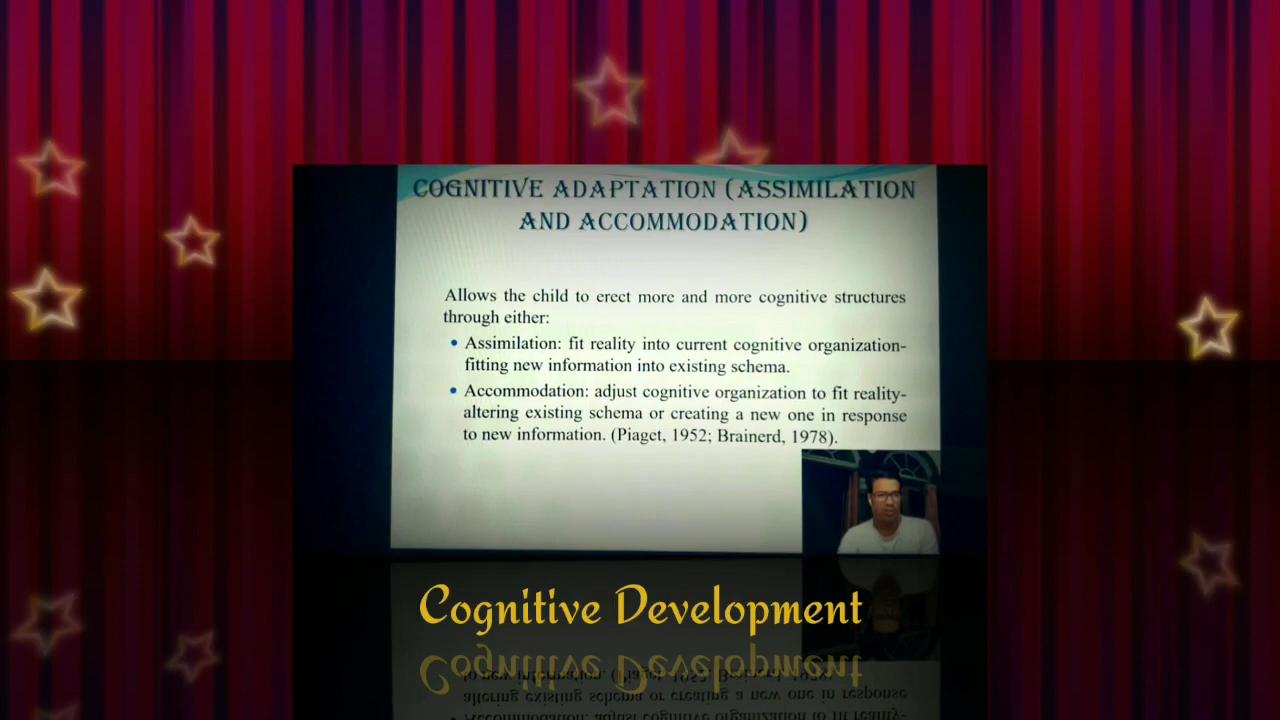 COGNITIVE ADAPTATION (ASSIMILATION
AND ACCOMMODATION)
Allows the child to erect more and more cognitive structures
through either:
• Assimilation: fit reality into current cognitive organization-
fitting new information into existing schema.
• Accommodation: adjust cognitive organization to fit reality-
altering existing schema or creating a new one in response
to new information. (Piaget, 1952; Brainerd, 1978).
Cognitive Development